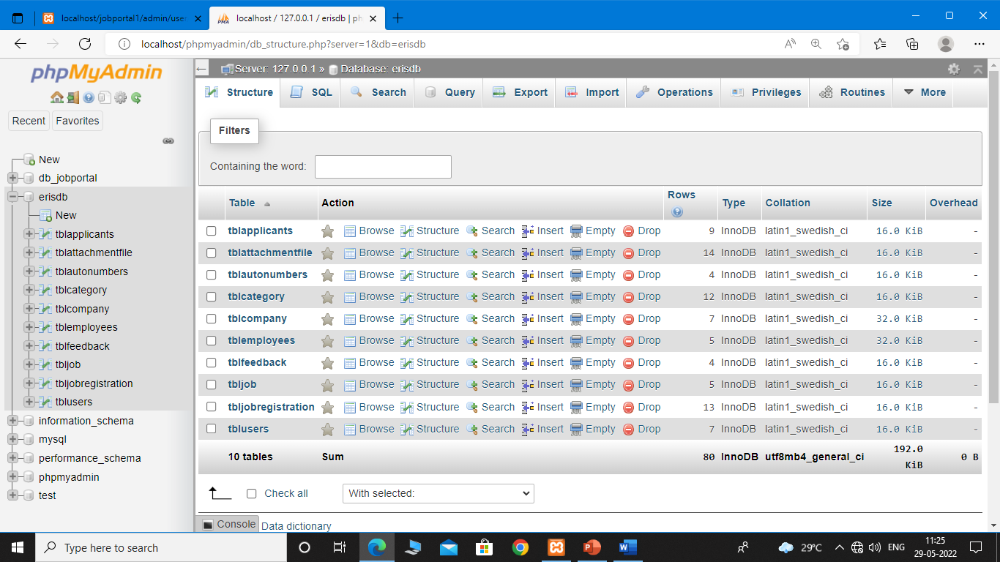 localhost/jobportal1/admin/user
localhost / 127.0.0.1 / erisdb | ph
localhost/phpmyadmin/db_structure.php?server=1&db=erisdb
phpMyAdmin
Recent Favorites
New
db_jobportal
erisdb
New
tblapplicants
tblattachmentfile
tblautonumbers
tblcategory
tblcompany
tblemployees
tblfeedback
tbljob
tbljobregistration
tblusers
information_schema
mysql
performance_schema
phpmyadmin
test
Server: 127.0.0.1 » Database: erisdb
Structure SQL Search Query Export Import Operations Privileges Routines More
Filters
Containing the word:
Table Action Rows Type Collation Size Overhead
tblapplicants Browse Structure Search Insert Empty Drop 9 InnoDB latin1_swedish_ci 16.0 KiB -
tblattachmentfile Browse Structure Search Insert Empty Drop 14 InnoDB latin1_swedish_ci 16.0 KiB -
tblautonumbers Browse Structure Search Insert Empty Drop 4 InnoDB latin1_swedish_ci 16.0 KiB -
tblcategory Browse Structure Search Insert Empty Drop 12 InnoDB latin1_swedish_ci 16.0 KiB -
tblcompany Browse Structure Search Insert Empty Drop 7 InnoDB latin1_swedish_ci 32.0 KiB -
tblemployees Browse Structure Search Insert Empty Drop 5 InnoDB latin1_swedish_ci 32.0 KiB -
tblfeedback Browse Structure Search Insert Empty Drop 4 InnoDB latin1_swedish_ci 16.0 KiB -
tbljob Browse Structure Search Insert Empty Drop 5 InnoDB latin1_swedish_ci 16.0 KiB -
tbljobregistration Browse Structure Search Insert Empty Drop 13 InnoDB latin1_swedish_ci 16.0 KiB -
tblusers Browse Structure Search Insert Empty Drop 7 InnoDB latin1_swedish_ci 16.0 KiB -
10 tables Sum 80 InnoDB utf8mb4_general_ci 192.0 KiB 0 B
Check all With selected:
Console Data dictionary
Type here to search
29°C ENG 11:25
29-05-2022